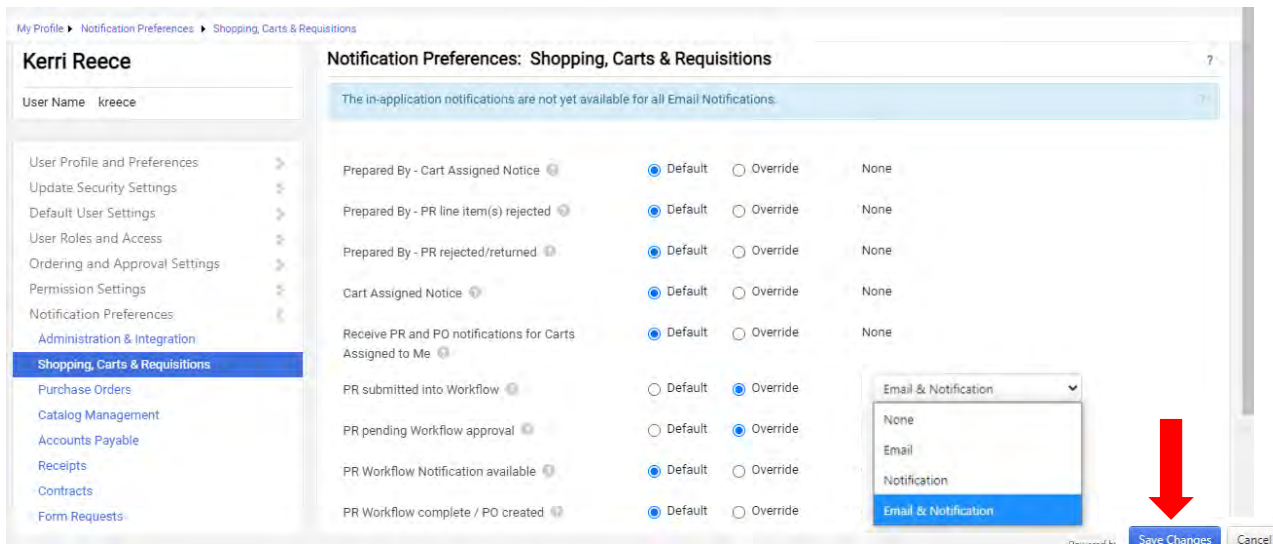 My Profile Notification Preferences Shopping, Carts & Requisitions
Kerri Reece
User Name kreece
User Profile and Preferences
Update Security Settings
Default User Settings
User Roles and Access
Ordering and Approval Settings
Permission Settings
Notification Preferences
Administration & Integration
Shopping, Carts & Requisitions
Purchase Orders
Catalog Management
Accounts Payable
Receipts
Contracts
Form Requests
Notification Preferences: Shopping, Carts & Requisitions ?
The in-application notifications are not yet available for all Email Notifications. ?
Prepared By - Cart Assigned Notice Default Override None
Prepared By - PR line item(s) rejected Default Override None
Prepared By - PR rejected/returned Default Override None
Cart Assigned Notice Default Override None
Receive PR and PO notifications for Carts Default Override None
Assigned to Me
PR submitted into Workflow Default Override Email & Notification
PR pending Workflow approval Default Override
PR Workflow Notification available Default Override
PR Workflow complete / PO created Default Override
None
Email
Notification
Email & Notification
Powered by Save Changes Cancel